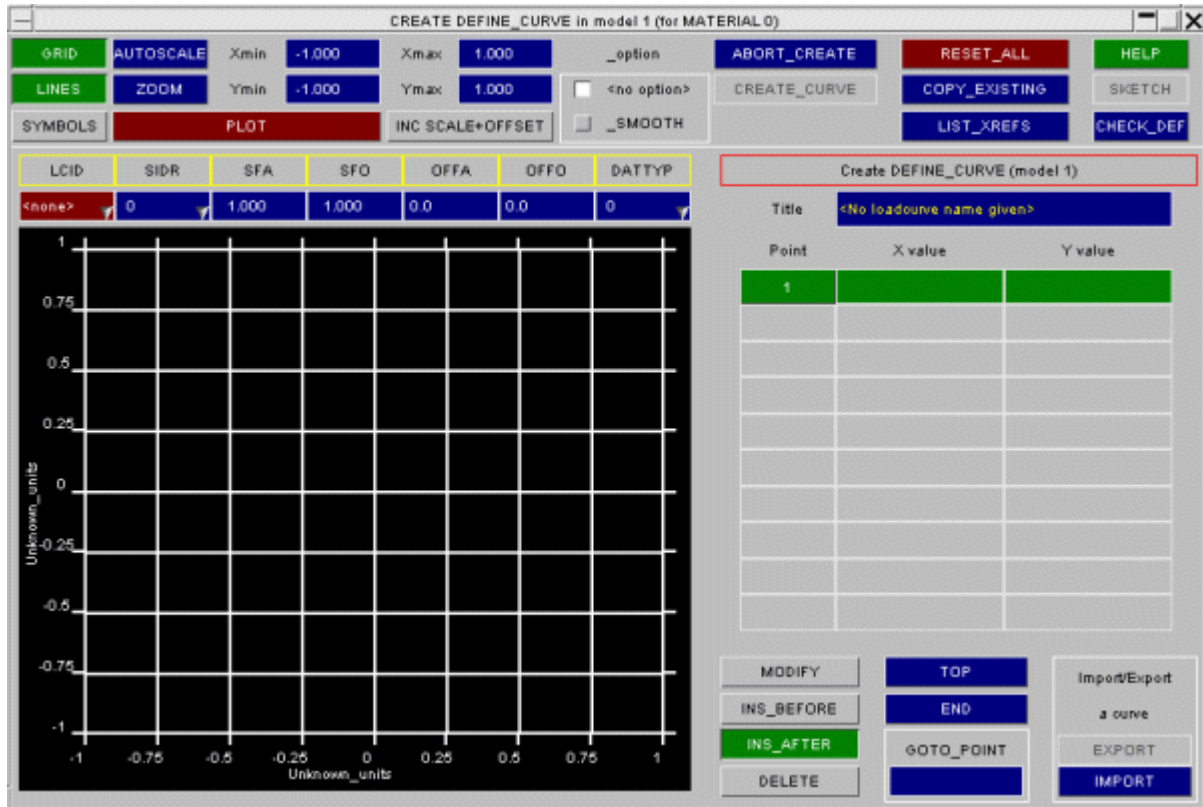 CREATE DEFINE_CURVE in model 1 (for MATERIAL 0)
GRID AUTOSCALE Xmin -1.000 Xmax 1.000 _option ABORT_CREATE RESET_ALL HELP
LINES ZOOM Ymin -1.000 Ymax 1.000 <no option> CREATE_CURVE COPY_EXISTING SKETCH
SYMBOLS PLOT INC SCALE+OFFSET _SMOOTH LIST_XREFS CHECK_DEF
LCID SIDR SFA SFO OFFA OFFO DATTYP
<none> 0 1.000 1.000 0.0 0.0 0
1
0.75
0.5
0.25
0
-0.25
-0.5
-0.75
-1
Unknown_units
-1 -0.75 -0.5 -0.25 0 0.25 0.5 0.75 1
Unknown_units
Create DEFINE_CURVE (model 1)
Title <No loadcurve name given>
Point X value Y value
1
MODIFY TOP Import/Export
INS_BEFORE END a curve
INS_AFTER GOTO_POINT EXPORT
DELETE IMPORT